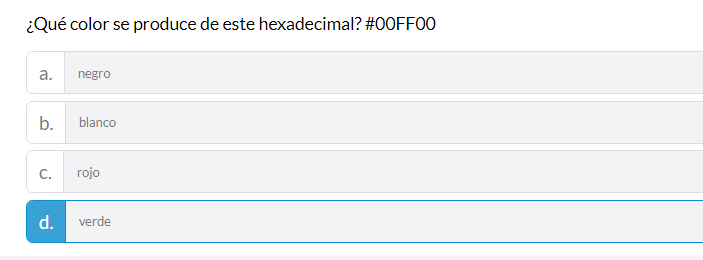 ¿Qué color se produce de este hexadecimal? #00FF00
a. negro
b. blanco
c. rojo
d. verde